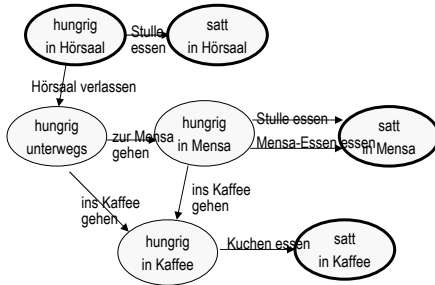 hungrig
in Hörsaal
Stulle
essen
satt
in Hörsaal
Hörsaal verlassen
hungrig
unterwegs
zur Mensa
gehen
hungrig
in Mensa
Stulle essen
Mensa-Essen essen
satt
in Mensa
ins Kaffee
gehen
ins Kaffee
gehen
hungrig
in Kaffee
Kuchen essen
satt
in Kaffee